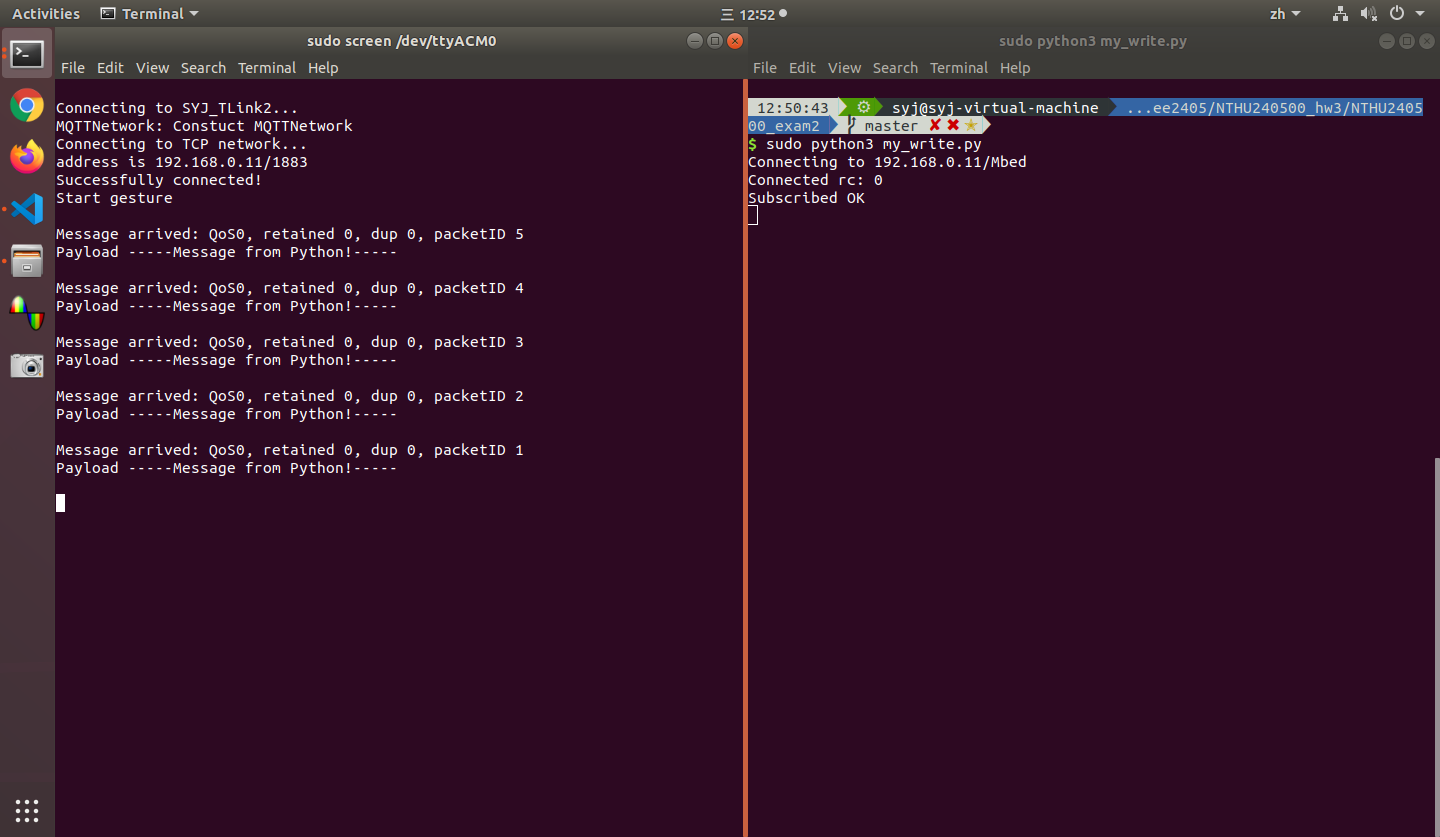 Activities Terminal 三 12:52 zh
sudo screen /dev/ttyACM0
File Edit View Search Terminal Help
Connecting to SYJ_TLink2...
MQTTNetwork: Constuct MQTTNetwork
Connecting to TCP network...
address is 192.168.0.11/1883
Successfully connected!
Start gesture
Message arrived: QoS0, retained 0, dup 0, packetID 5
Payload -----Message from Python!-----
Message arrived: QoS0, retained 0, dup 0, packetID 4
Payload -----Message from Python!-----
Message arrived: QoS0, retained 0, dup 0, packetID 3
Payload -----Message from Python!-----
Message arrived: QoS0, retained 0, dup 0, packetID 2
Payload -----Message from Python!-----
Message arrived: QoS0, retained 0, dup 0, packetID 1
Payload -----Message from Python!-----
sudo python3 my_write.py
File Edit View Search Terminal Help
12:50:43 syj@syj-virtual-machine ...ee2405/NTHU240500_hw3/NTHU2405
00_exam2 master ✘ ✖ ★
$ sudo python3 my_write.py
Connecting to 192.168.0.11/Mbed
Connected rc: 0
Subscribed OK